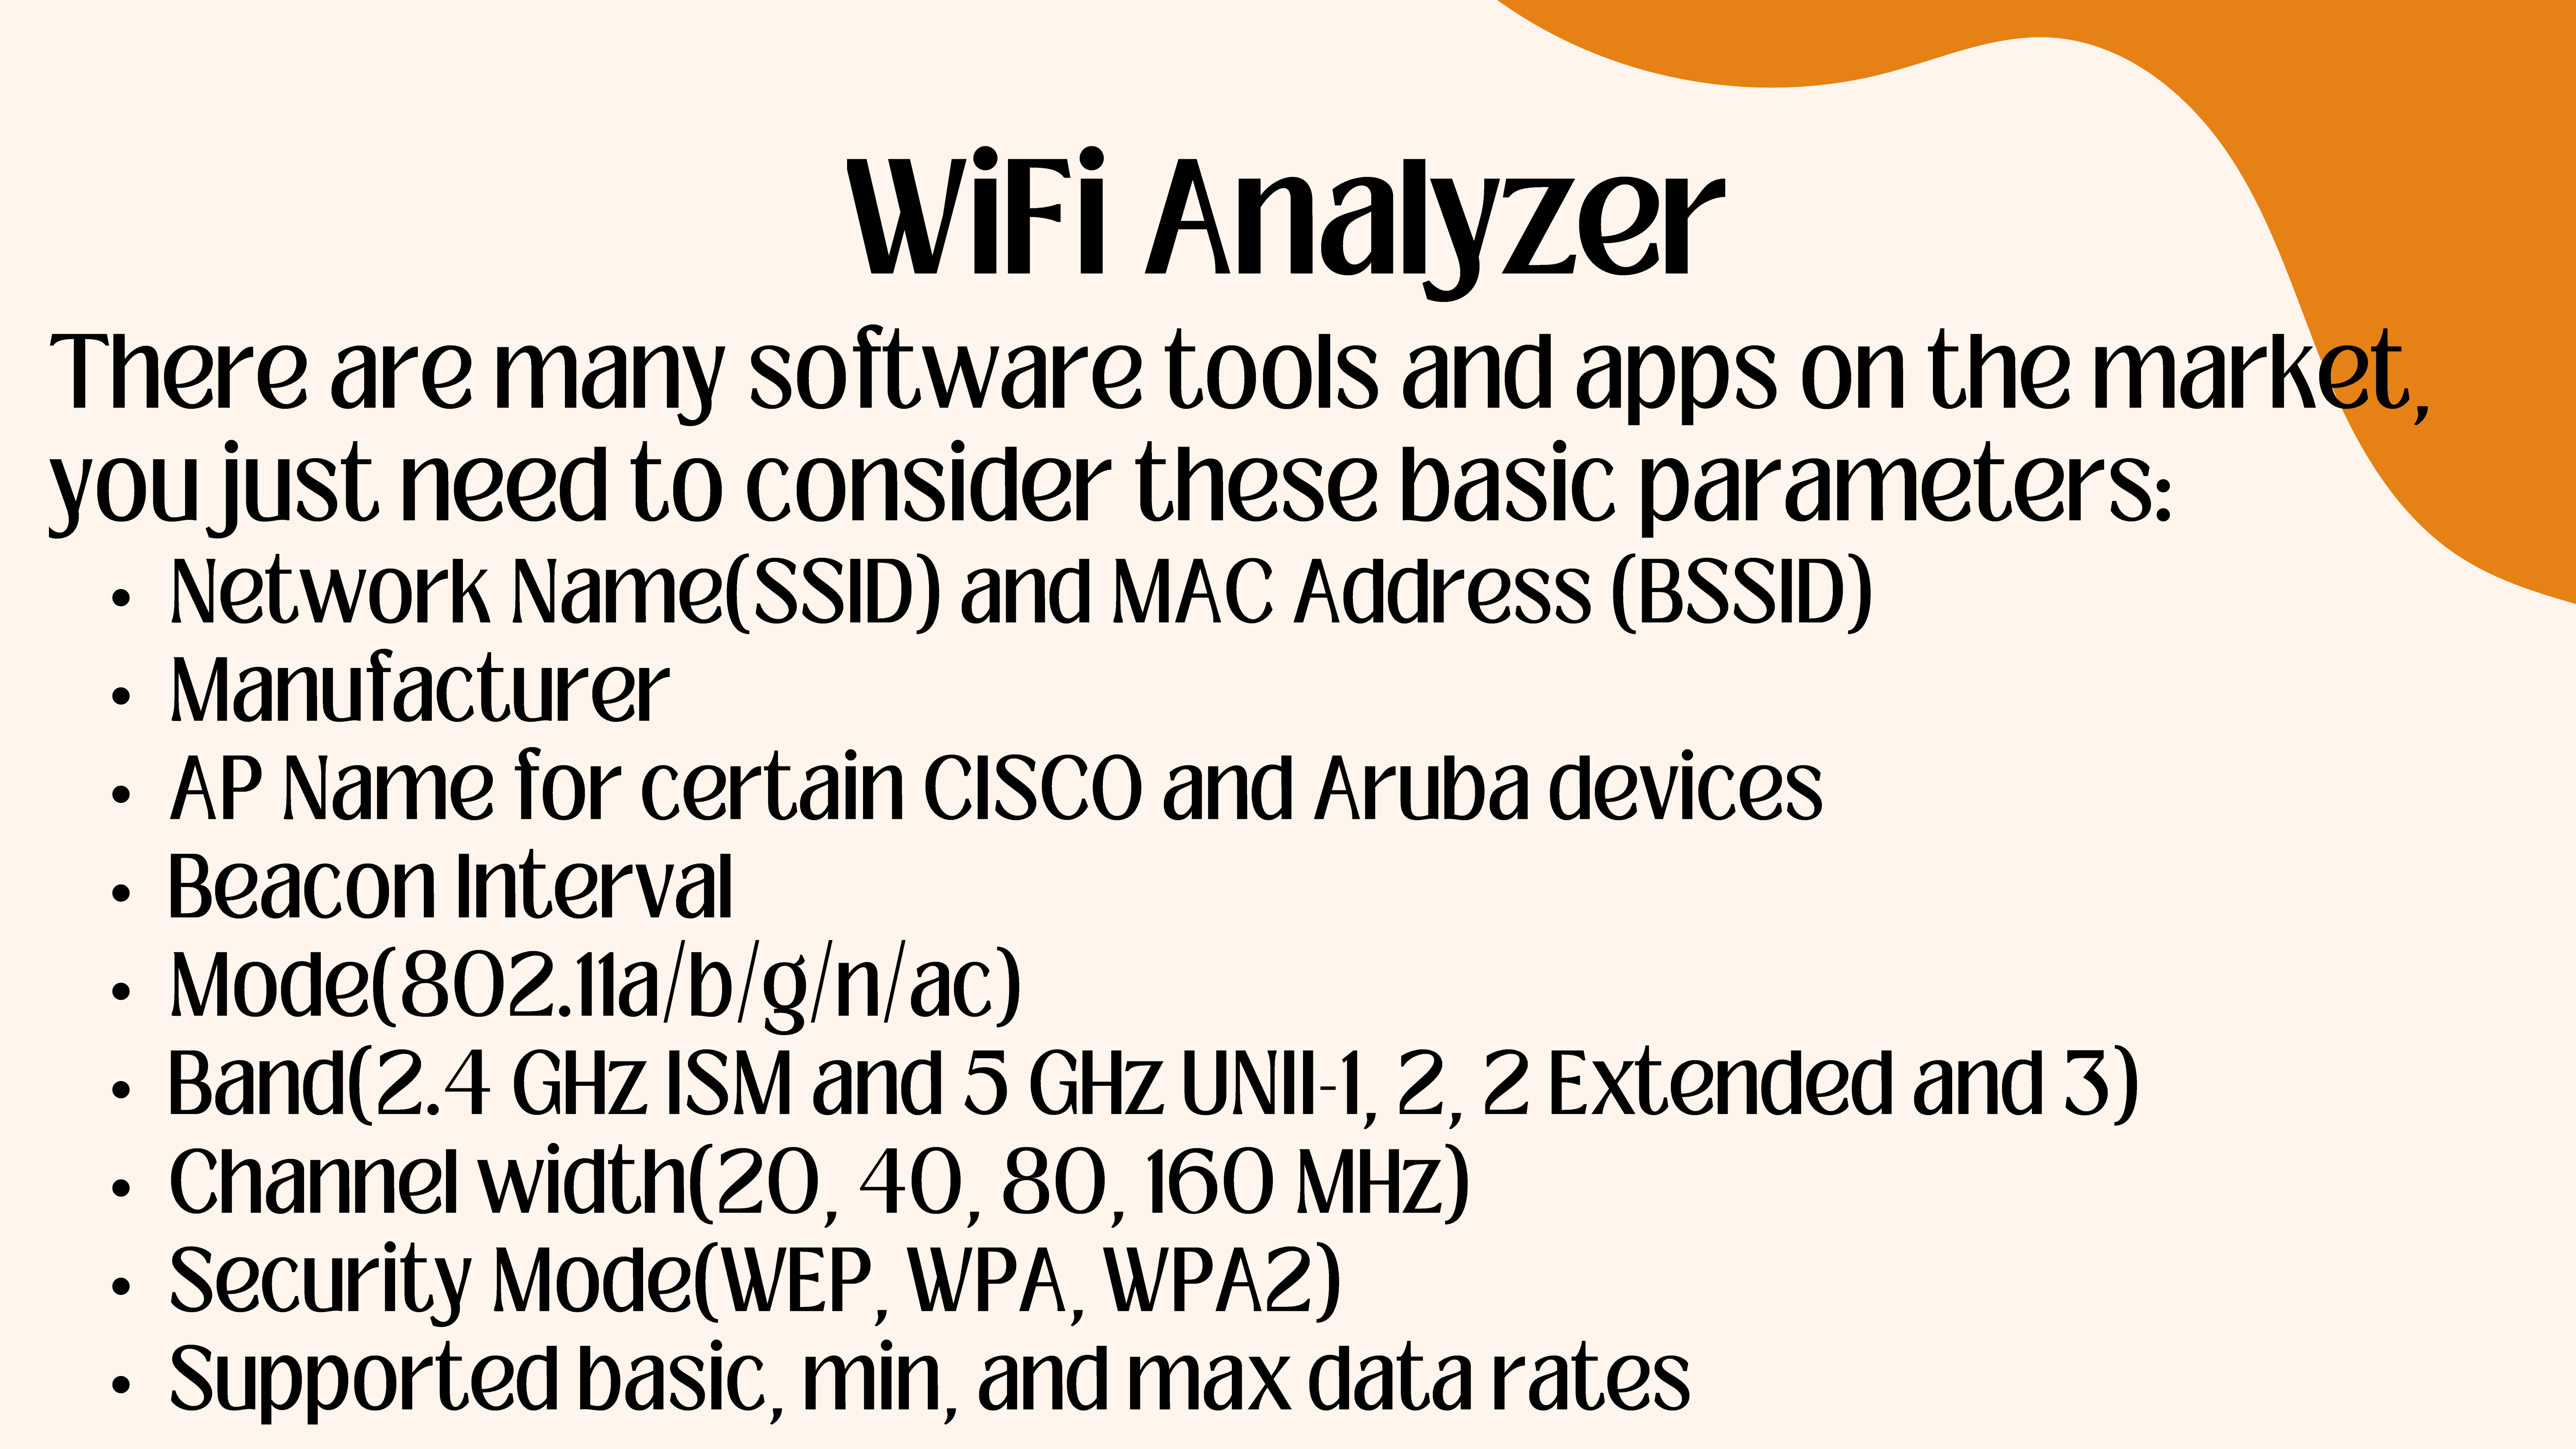 WiFi Analyzer
There are many software tools and apps on the market,
you just need to consider these basic parameters:
• Network Name(SSID) and MAC Address (BSSID)
• Manufacturer
• AP Name for certain CISCO and Aruba devices
• Beacon Interval
• Mode(802.11a/b/g/n/ac)
• Band(2.4 GHz ISM and 5 GHz UNII-1, 2, 2 Extended and 3)
• Channel width(20, 40, 80, 160 MHz)
• Security Mode(WEP, WPA, WPA2)
• Supported basic, min, and max data rates